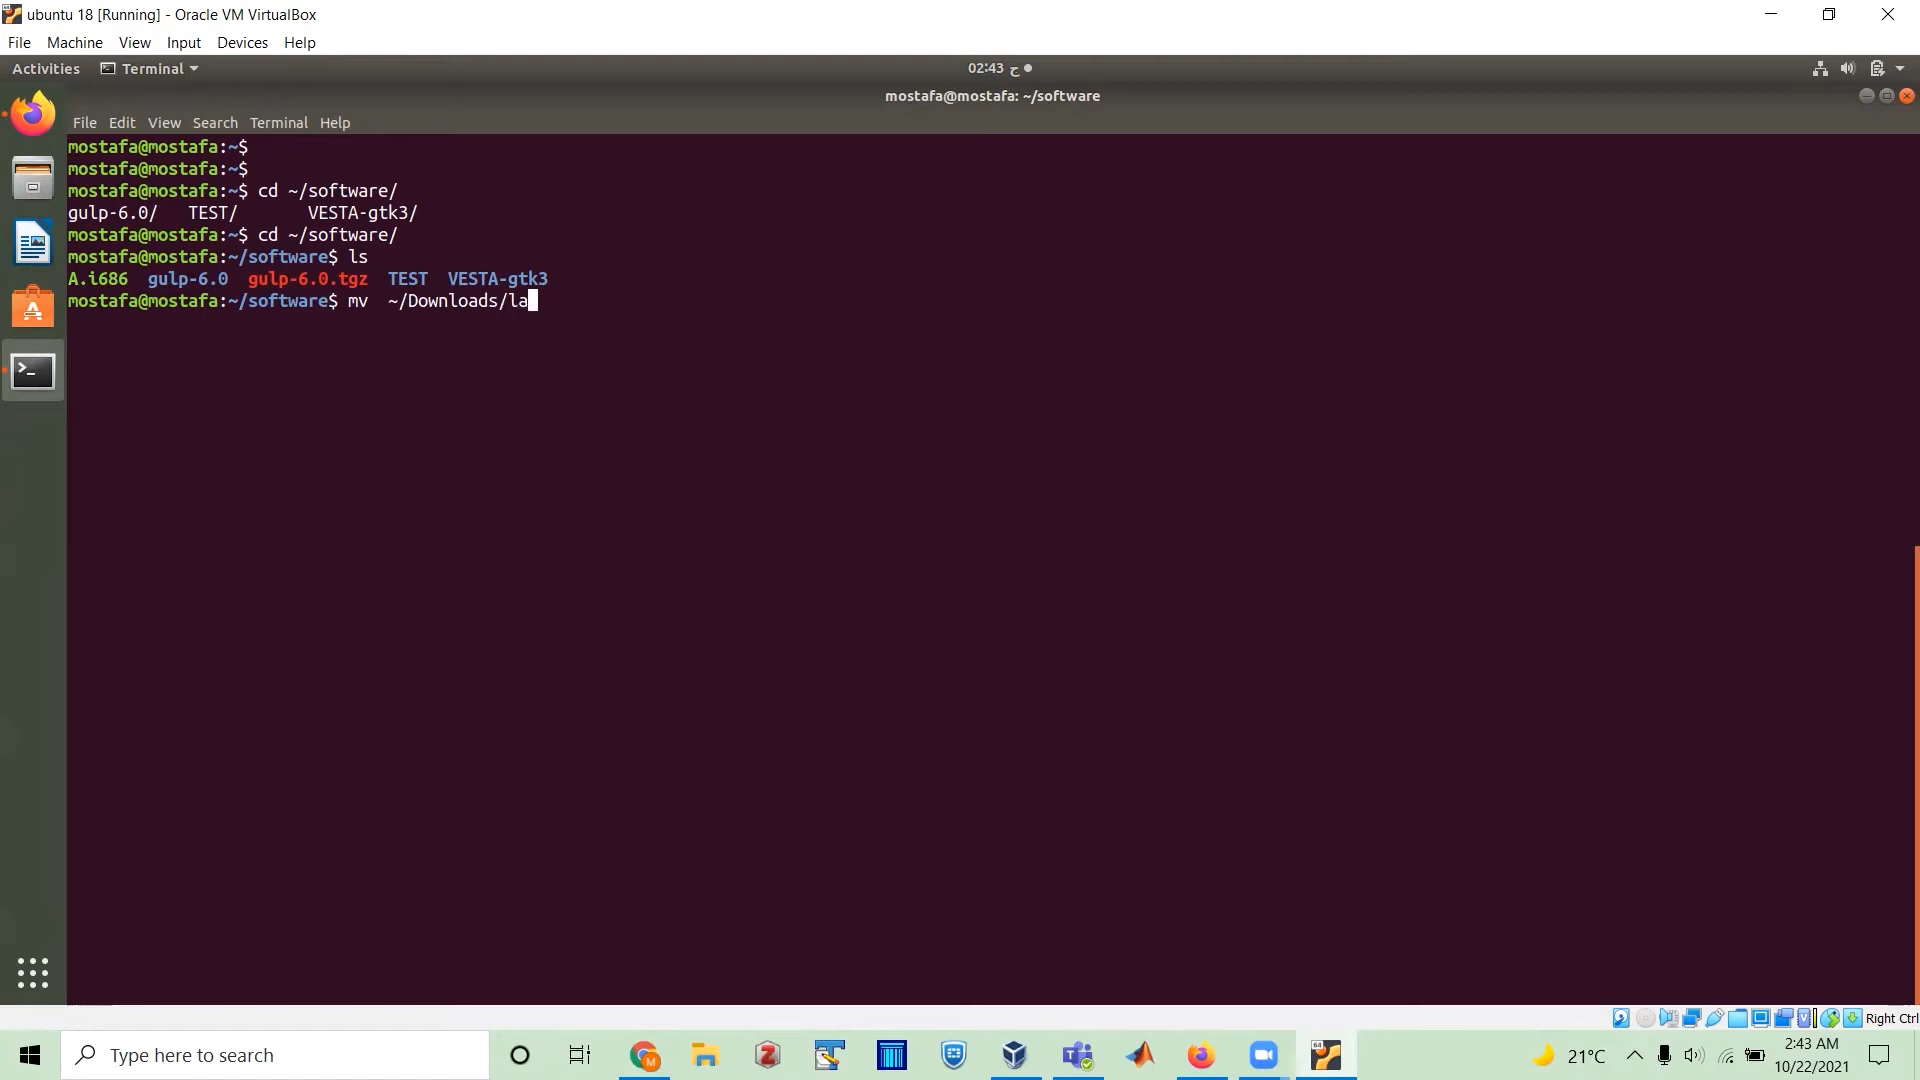 ubuntu 18 [Running] - Oracle VM VirtualBox
File Machine View Input Devices Help
Activities Terminal 02:43 ح
mostafa@mostafa: ~/software
File Edit View Search Terminal Help
mostafa@mostafa:~$
mostafa@mostafa:~$
mostafa@mostafa:~$ cd ~/software/
gulp-6.0/ TEST/ VESTA-gtk3/
mostafa@mostafa:~$ cd ~/software/
mostafa@mostafa:~/software$ ls
A.i686 gulp-6.0 gulp-6.0.tgz TEST VESTA-gtk3
mostafa@mostafa:~/software$ mv ~/Downloads/la
Right Ctrl
Type here to search
21°C
2:43 AM
10/22/2021